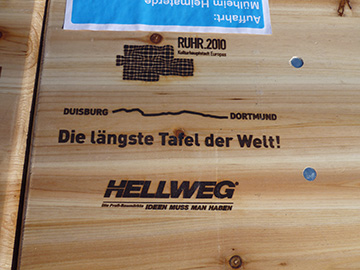 Auffahrt:
Mülheim Heimaterde
RUHR.2010
Kulturhauptstadt Europas
DUISBURG DORTMUND
Die längste Tafel der Welt!
HELLWEG
Die Profi-Baumärkte IDEEN MUSS MAN HABEN